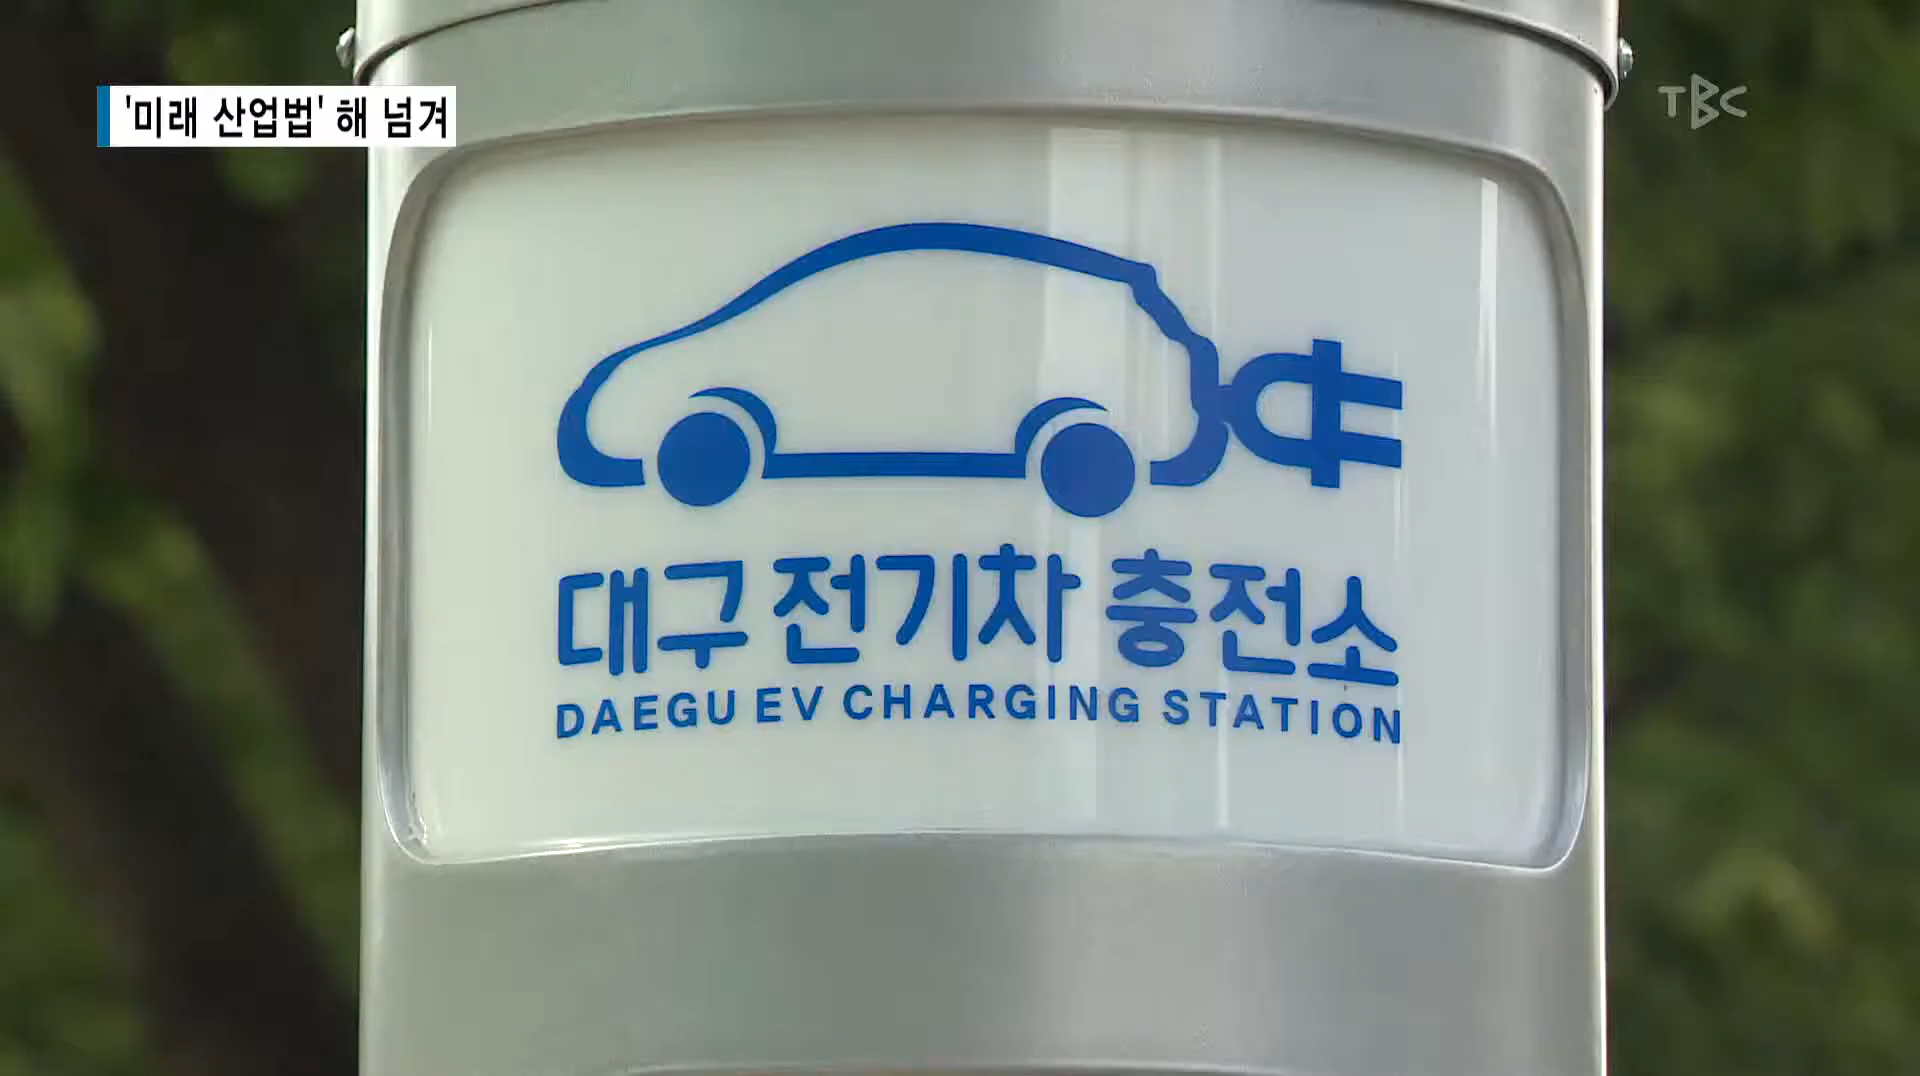 '미래 산업법' 해 넘겨
TBC
대구 전기차 충전소
DAEGU EV CHARGING STATION